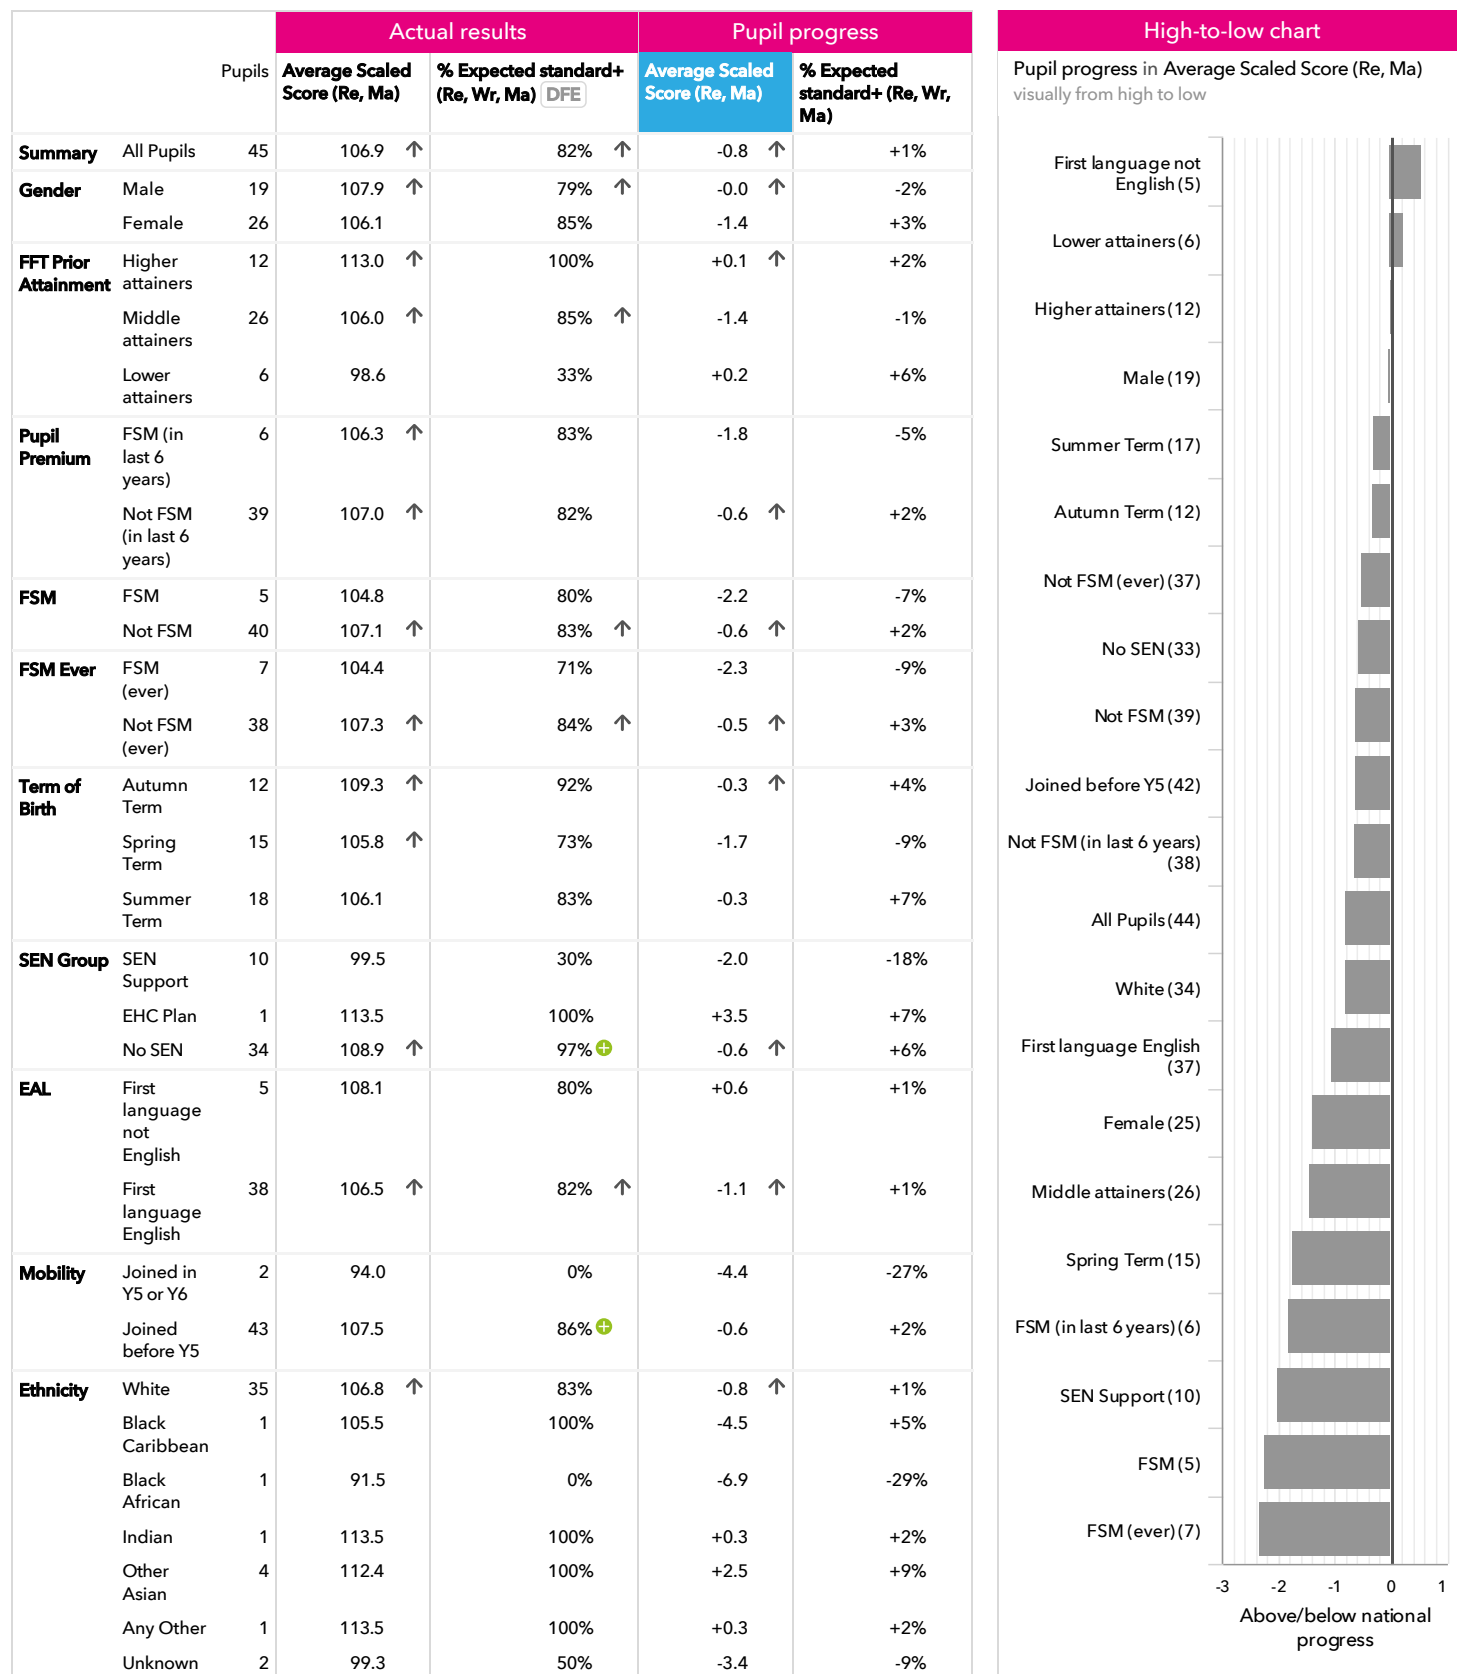 Actual results
Pupil progress
Pupils
Average Scaled Score (Re, Ma)
% Expected standard+ (Re, Wr, Ma) DFE
Average Scaled Score (Re, Ma)
% Expected standard+ (Re, Wr, Ma)
Summary All Pupils 45 106.9 ↑ 82% ↑ -0.8 ↑ +1%
Gender Male 19 107.9 ↑ 79% ↑ -0.0 ↑ -2%
Female 26 106.1 85% -1.4 +3%
FFT Prior Attainment Higher attainers 12 113.0 ↑ 100% +0.1 ↑ +2%
Middle attainers 26 106.0 ↑ 85% ↑ -1.4 -1%
Lower attainers 6 98.6 33% +0.2 +6%
Pupil Premium FSM (in last 6 years) 6 106.3 ↑ 83% -1.8 -5%
Not FSM (in last 6 years) 39 107.0 ↑ 82% -0.6 ↑ +2%
FSM FSM 5 104.8 80% -2.2 -7%
Not FSM 40 107.1 ↑ 83% ↑ -0.6 ↑ +2%
FSM Ever FSM (ever) 7 104.4 71% -2.3 -9%
Not FSM (ever) 38 107.3 ↑ 84% ↑ -0.5 ↑ +3%
Term of Birth Autumn Term 12 109.3 ↑ 92% -0.3 ↑ +4%
Spring Term 15 105.8 ↑ 73% -1.7 -9%
Summer Term 18 106.1 83% -0.3 +7%
SEN Group SEN Support 10 99.5 30% -2.0 -18%
EHC Plan 1 113.5 100% +3.5 +7%
No SEN 34 108.9 ↑ 97% + -0.6 ↑ +6%
EAL First language not English 5 108.1 80% +0.6 +1%
First language English 38 106.5 ↑ 82% ↑ -1.1 ↑ +1%
Mobility Joined in Y5 or Y6 2 94.0 0% -4.4 -27%
Joined before Y5 43 107.5 86% + -0.6 +2%
Ethnicity White 35 106.8 ↑ 83% -0.8 ↑ +1%
Black Caribbean 1 105.5 100% -4.5 +5%
Black African 1 91.5 0% -6.9 -29%
Indian 1 113.5 100% +0.3 +2%
Other Asian 4 112.4 100% +2.5 +9%
Any Other 1 113.5 100% +0.3 +2%
Unknown 2 99.3 50% -3.4 -9%
High-to-low chart
Pupil progress in Average Scaled Score (Re, Ma)
visually from high to low
First language not
English (5)
Lower attainers (6)
Higher attainers (12)
Male (19)
Summer Term (17)
Autumn Term (12)
Not FSM (ever) (37)
No SEN (33)
Not FSM (39)
Joined before Y5 (42)
Not FSM (in last 6 years)
(38)
All Pupils (44)
White (34)
First language English
(37)
Female (25)
Middle attainers (26)
Spring Term (15)
FSM (in last 6 years) (6)
SEN Support (10)
FSM (5)
FSM (ever) (7)
-3 -2 -1 0 1
Above/below national
progress